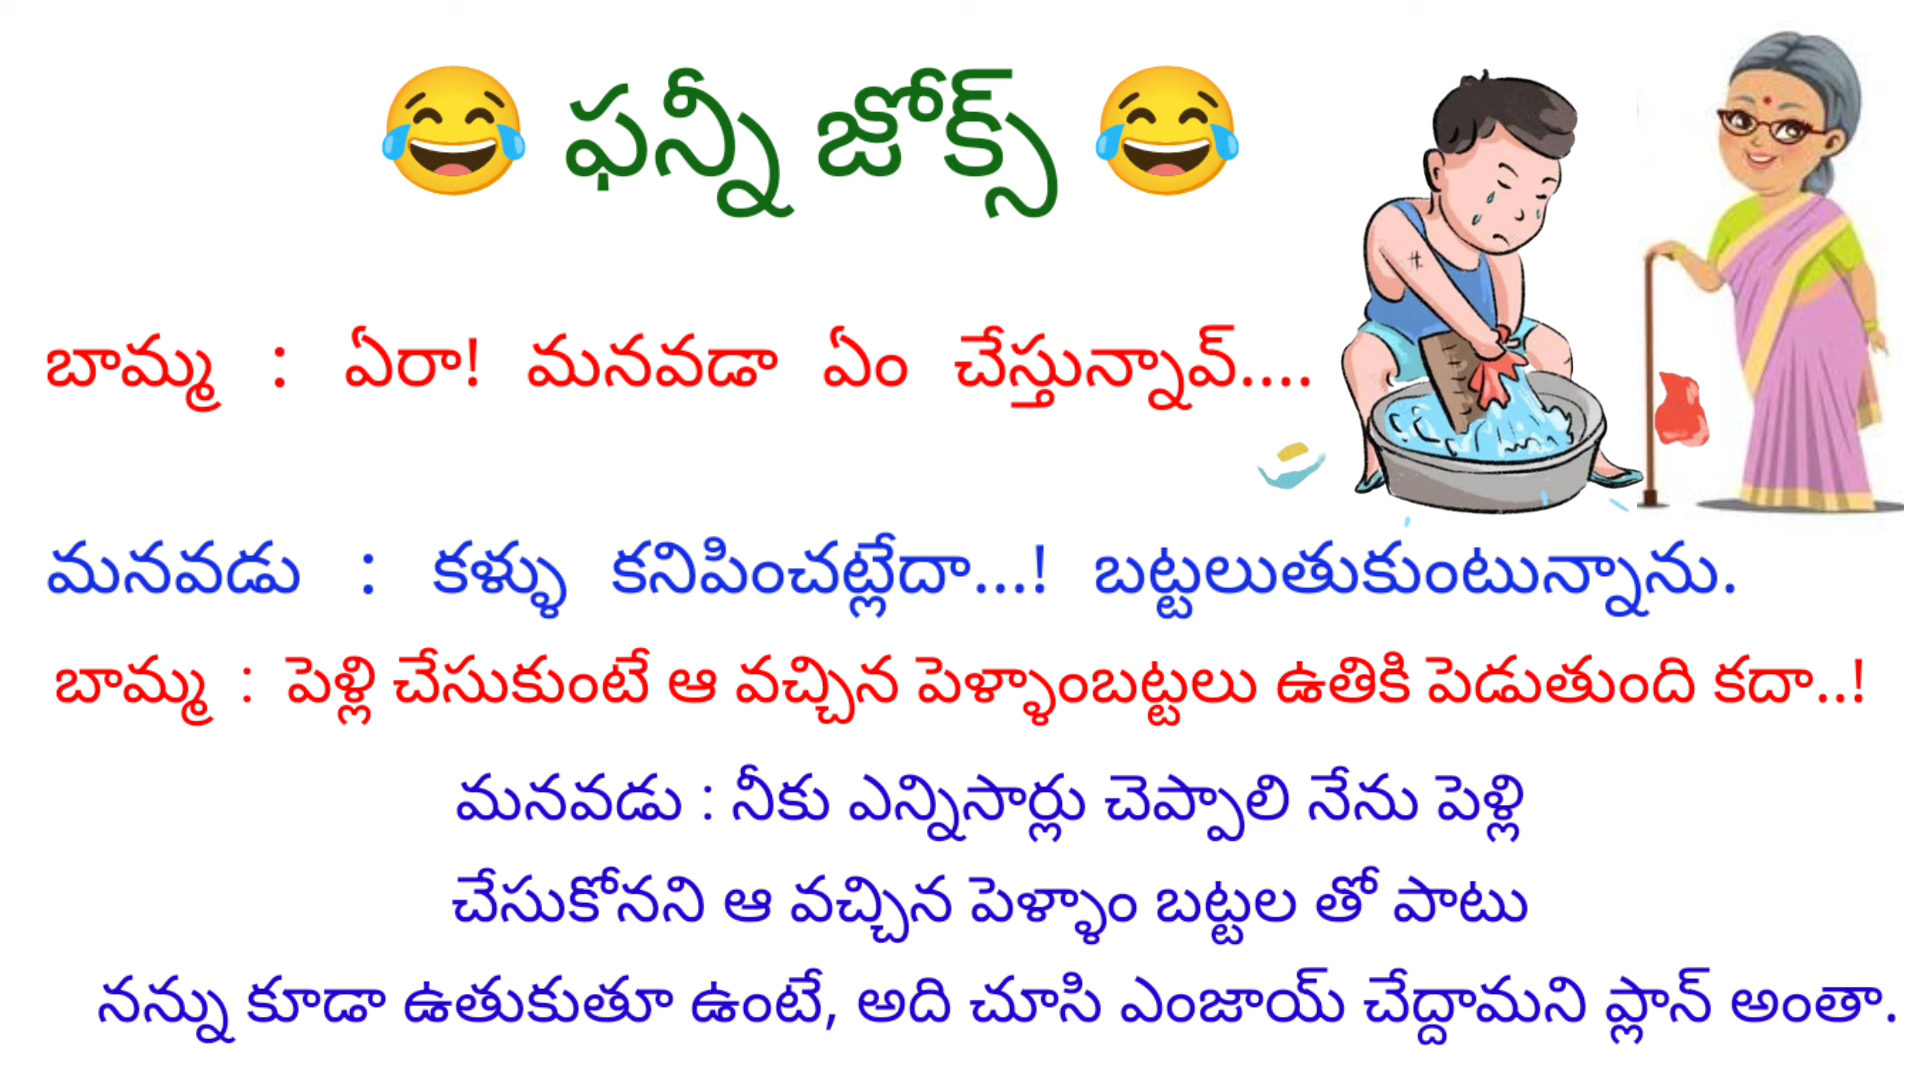 😂 ఫన్నీ జోక్స్ 😂
బామ్మ : ఏరా! మనవడా ఏం చేస్తున్నావ్....
మనవడు : కళ్ళు కనిపించట్లేదా...! బట్టలుతుకుంటున్నాను.
బామ్మ : పెళ్లి చేసుకుంటే ఆ వచ్చిన పెళ్ళాంబట్టలు ఉతికి పెడుతుంది కదా..!
మనవడు : నీకు ఎన్నిసార్లు చెప్పాలి నేను పెళ్లి
చేసుకోనని ఆ వచ్చిన పెళ్ళాం బట్టల తో పాటు
నన్ను కూడా ఉతుకుతూ ఉంటే, అది చూసి ఎంజాయ్ చేద్దామని ప్లాన్ అంతా.